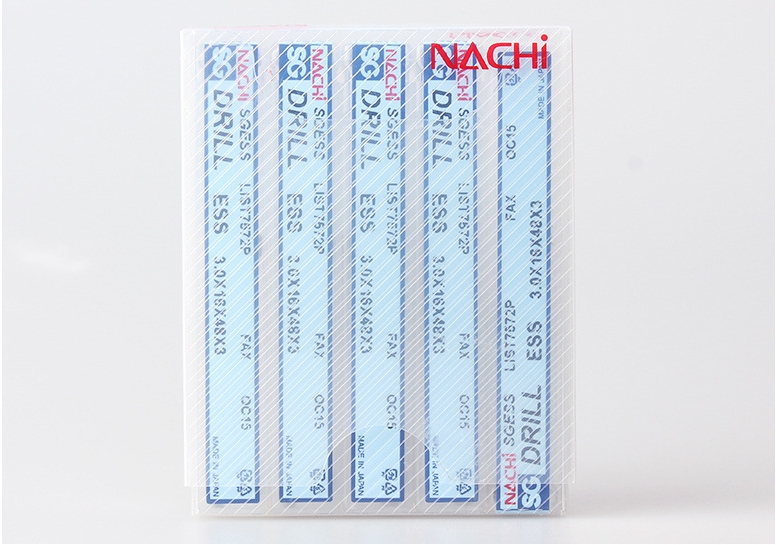 NACHI
NACHI SGESS LIST7572P FAX OC15
SG DRILL ESS 3.0X16X48X3
MADE IN JAPAN
NACHI SGESS LIST7572P FAX OC15
SG DRILL ESS 3.0X16X48X3
MADE IN JAPAN
NACHI SGESS LIST7572P FAX OC15
SG DRILL ESS 3.0X16X48X3
MADE IN JAPAN
NACHI SGESS LIST7572P FAX OC15
SG DRILL ESS 3.0X16X48X3
MADE IN JAPAN
NACHI SGESS LIST7572P FAX OC15
SG DRILL ESS 3.0X16X48X3
MADE IN JAPAN